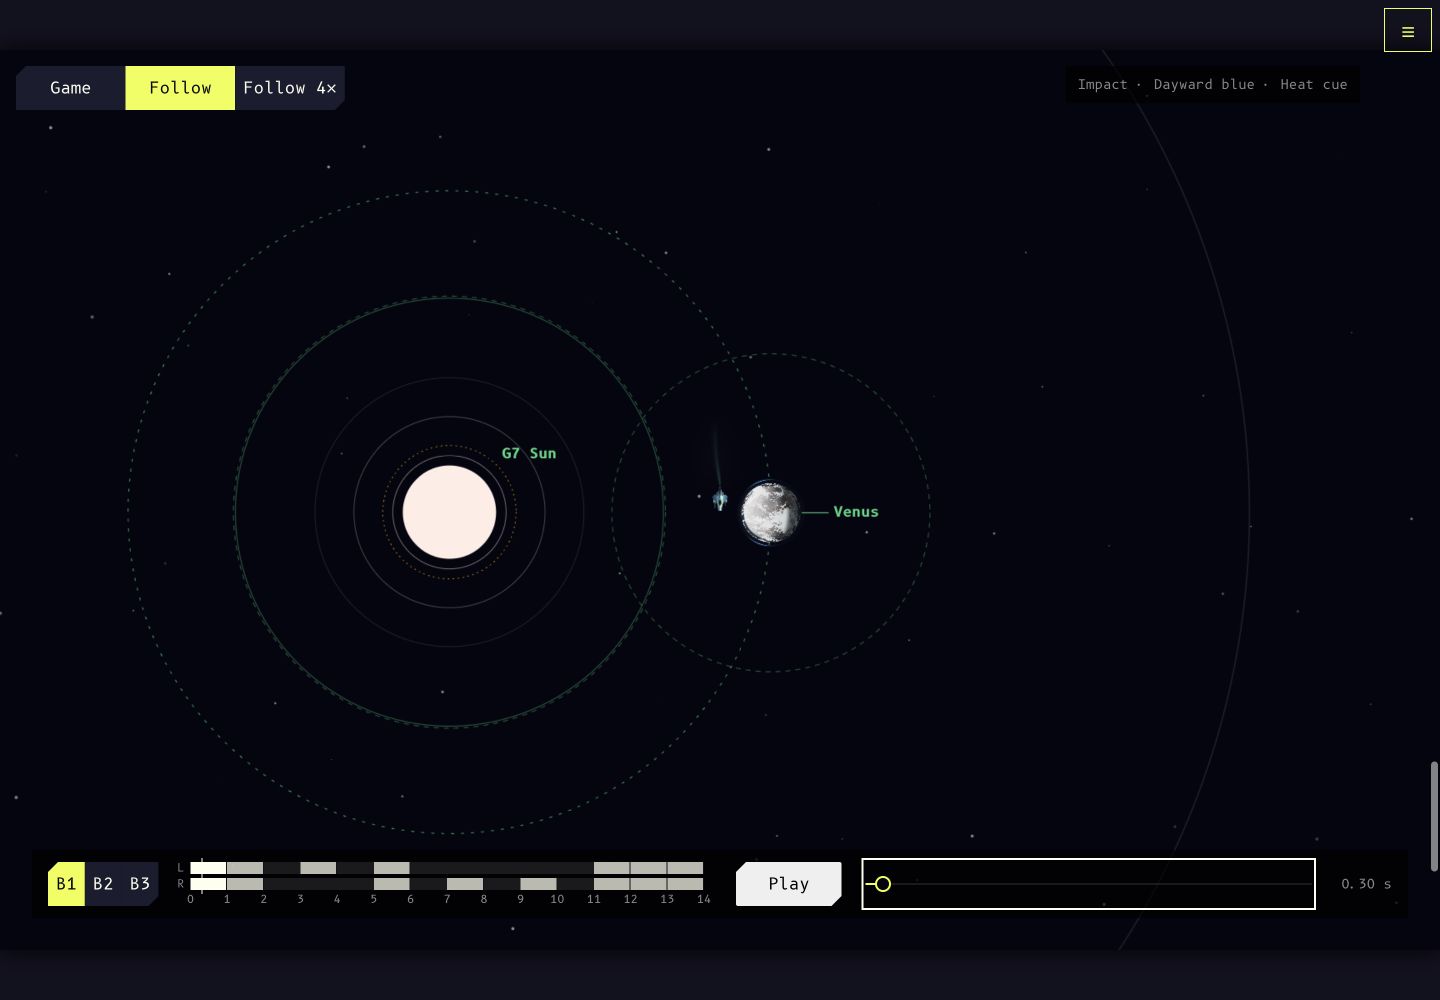 ≡
Game Follow Follow 4×
Impact · Dayward blue · Heat cue
G7 Sun
Venus
B1 B2 B3
L
R
0 1 2 3 4 5 6 7 8 9 10 11 12 13 14
Play
0.30 s